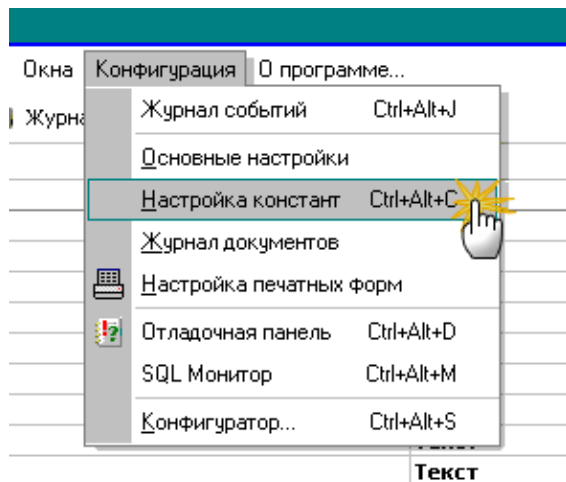 Окна Конфигурация О программе...
Журнал событий Ctrl+Alt+J
Основные настройки
Настройка констант Ctrl+Alt+C
Журнал документов
Настройка печатных форм
Отладочная панель Ctrl+Alt+D
SQL Монитор Ctrl+Alt+M
Конфигуратор... Ctrl+Alt+S
Текст